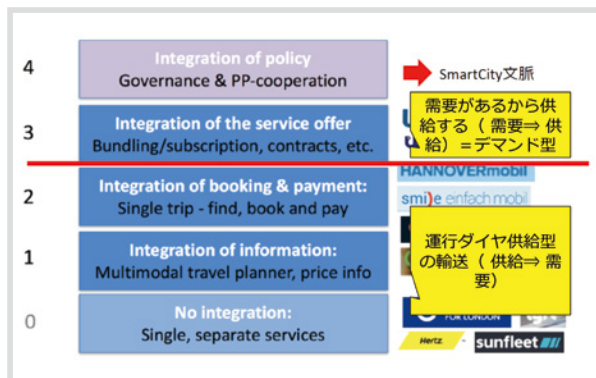 4
Integration of policy
Governance & PP-cooperation
SmartCity文脈
3
Integration of the service offer
Bundling/subscription, contracts, etc.
需要があるから供
給する（ 需要⇒ 供
給）＝デマンド型
2
Integration of booking & payment:
Single trip - find, book and pay
HANNOVERmobil
smile einfach mobil
1
Integration of information:
Multimodal travel planner, price info
運行ダイヤ供給型
の輸送（ 供給⇒ 需
要）
0
No integration:
Single, separate services
FOR LONDON
Hertz
sunfleet